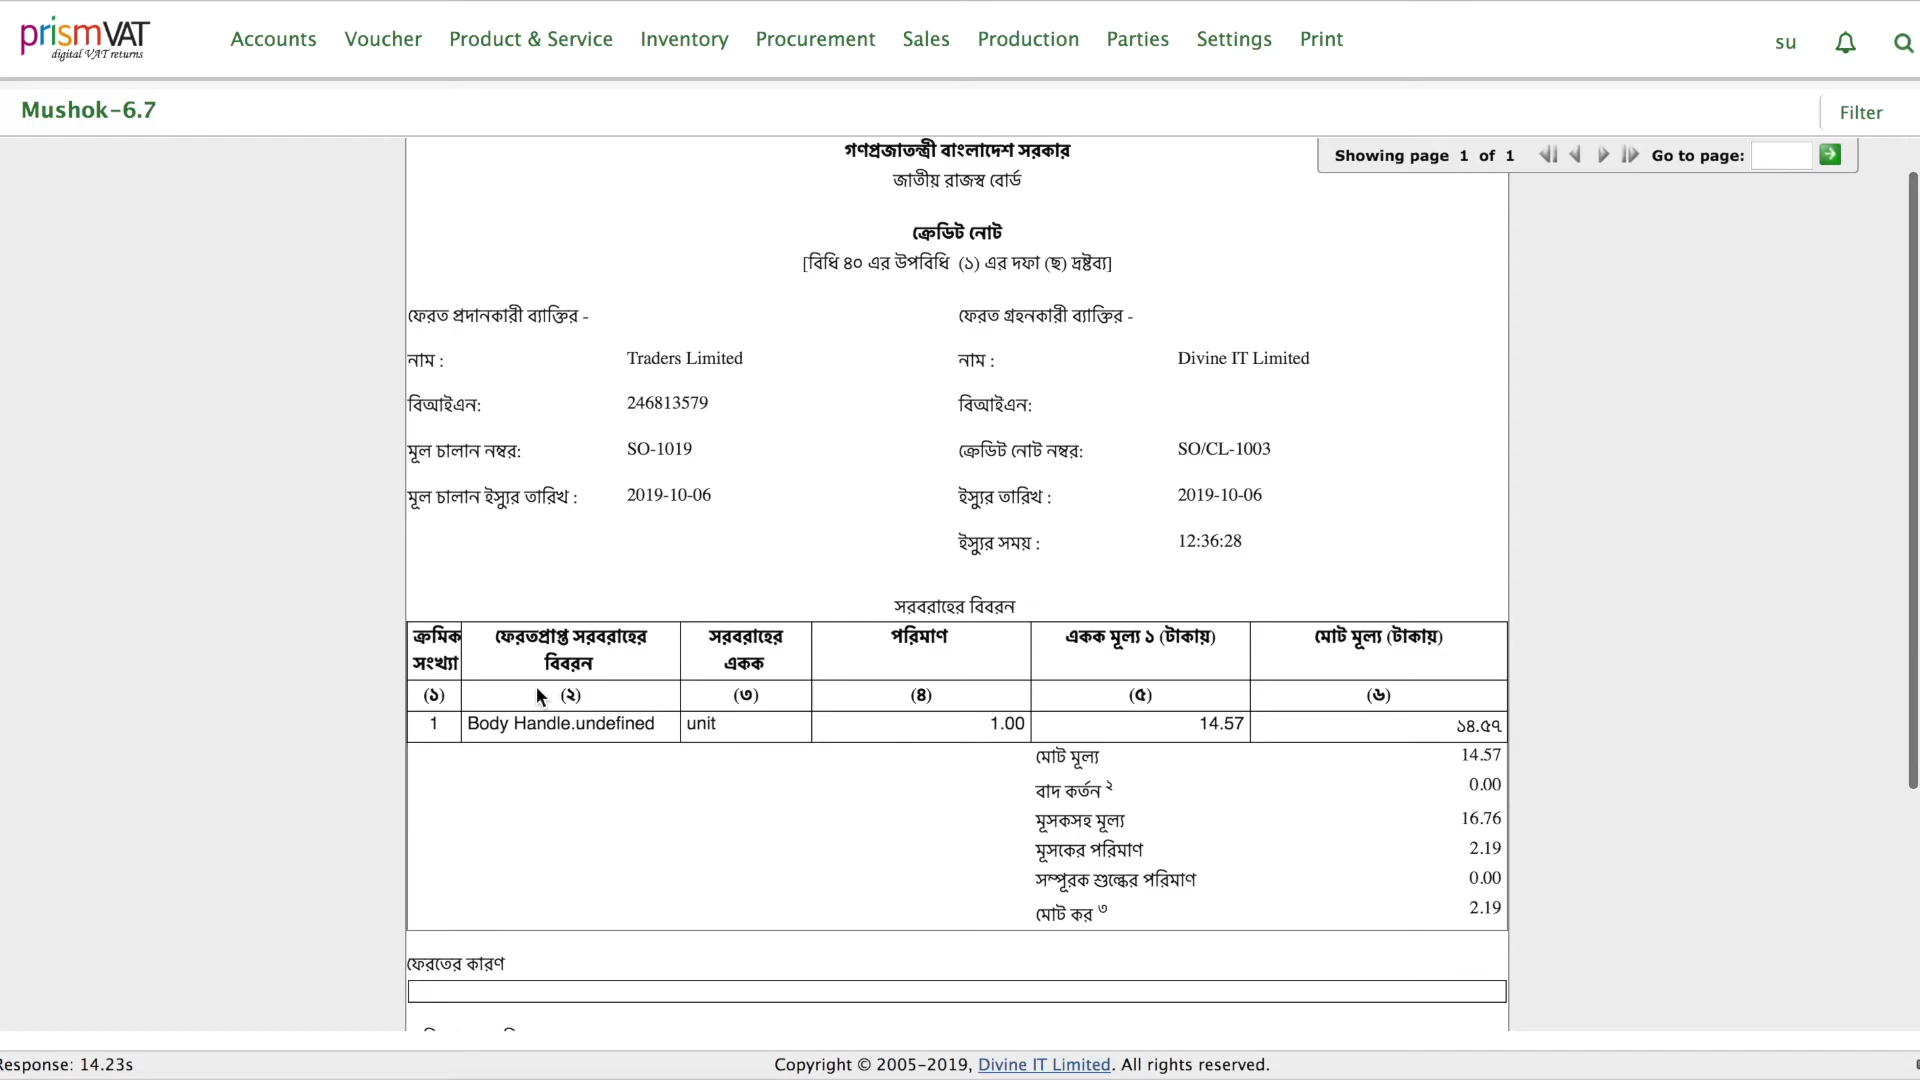 prismVAT
digital VAT returns
Accounts Voucher Product & Service Inventory Procurement Sales Production Parties Settings Print
su
Mushok-6.7
Filter
Showing page 1 of 1 Go to page:
গণপ্রজাতন্ত্রী বাংলাদেশ সরকার
জাতীয় রাজস্ব বোর্ড
ক্রেডিট নোট
[বিধি ৪০ এর উপবিধি (১) এর দফা (ছ) দ্রষ্টব্য]
ফেরত প্রদানকারী ব্যাক্তির - ফেরত গ্রহনকারী ব্যাক্তির -
নাম : Traders Limited নাম : Divine IT Limited
বিআইএন: 246813579 বিআইএন:
মূল চালান নম্বর: SO-1019 ক্রেডিট নোট নম্বর: SO/CL-1003
মূল চালান ইস্যুর তারিখ : 2019-10-06 ইস্যুর তারিখ : 2019-10-06
ইস্যুর সময় : 12:36:28
সরবরাহের বিবরন
ক্রমিক সংখ্যা ফেরতপ্রাপ্ত সরবরাহের বিবরন সরবরাহের একক পরিমাণ একক মূল্য ১ (টাকায়) মোট মূল্য (টাকায়)
(১) (২) (৩) (৪) (৫) (৬)
1 Body Handle.undefined unit 1.00 14.57 ১৪.৫৭
মোট মূল্য 14.57
বাদ কর্তন ২ 0.00
মূসকসহ মূল্য 16.76
মূসকের পরিমাণ 2.19
সম্পূরক শুল্কের পরিমাণ 0.00
মোট কর ৩ 2.19
ফেরতের কারণ
Response: 14.23s
Copyright © 2005-2019, Divine IT Limited. All rights reserved.